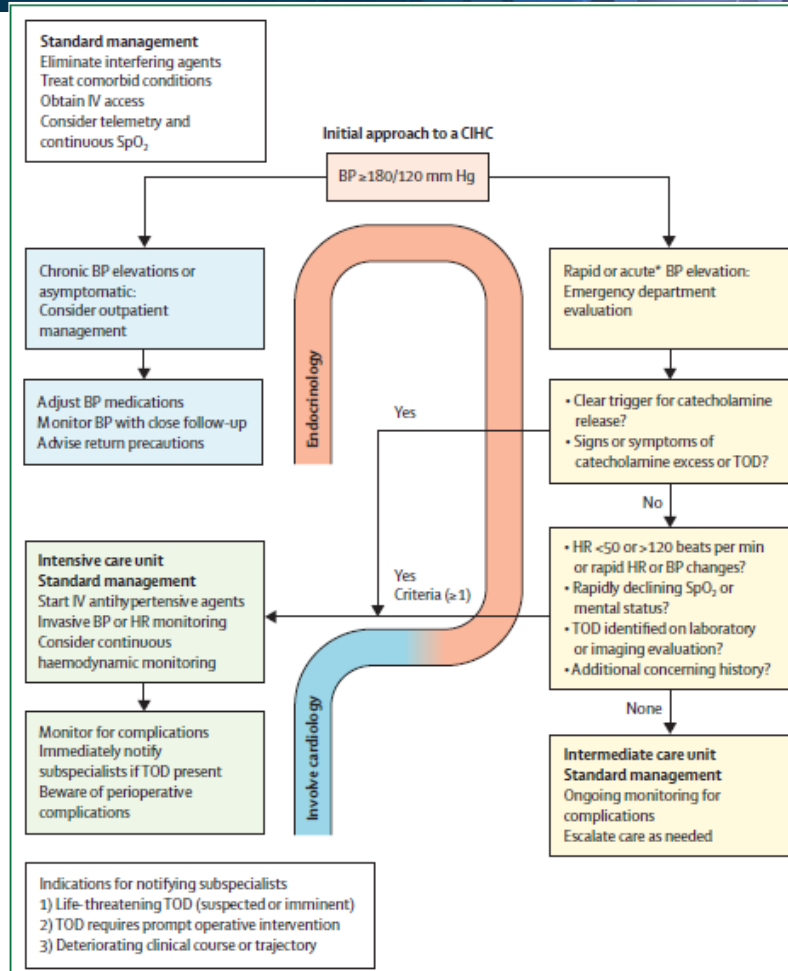 Standard management
Eliminate interfering agents
Treat comorbid conditions
Obtain IV access
Consider telemetry and
continuous SpO₂
Initial approach to a CIHC
BP ≥180/120 mm Hg
Chronic BP elevations or
asymptomatic:
Consider outpatient
management
Rapid or acute* BP elevation:
Emergency department
evaluation
Endocrinology
Adjust BP medications
Monitor BP with close follow-up
Advise return precautions
Yes
• Clear trigger for catecholamine
release?
• Signs or symptoms of
catecholamine excess or TOD?
No
Intensive care unit
Standard management
Start IV antihypertensive agents
Invasive BP or HR monitoring
Consider continuous
haemodynamic monitoring
Yes
Criteria (≥1)
• HR <50 or >120 beats per min
or rapid HR or BP changes?
• Rapidly declining SpO₂ or
mental status?
• TOD identified on laboratory
or imaging evaluation?
• Additional concerning history?
None
Monitor for complications
Immediately notify
subspecialists if TOD present
Beware of perioperative
complications
Involve cardiology
Intermediate care unit
Standard management
Ongoing monitoring for
complications
Escalate care as needed
Indications for notifying subspecialists
1) Life-threatening TOD (suspected or imminent)
2) TOD requires prompt operative intervention
3) Deteriorating clinical course or trajectory